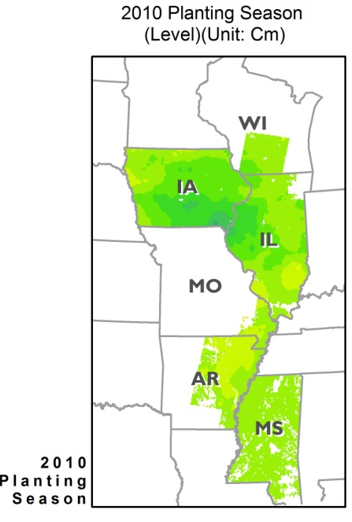 2010 Planting Season
(Level)(Unit: Cm)
WI
IA
IL
MO
AR
MS
2010
Planting
Season